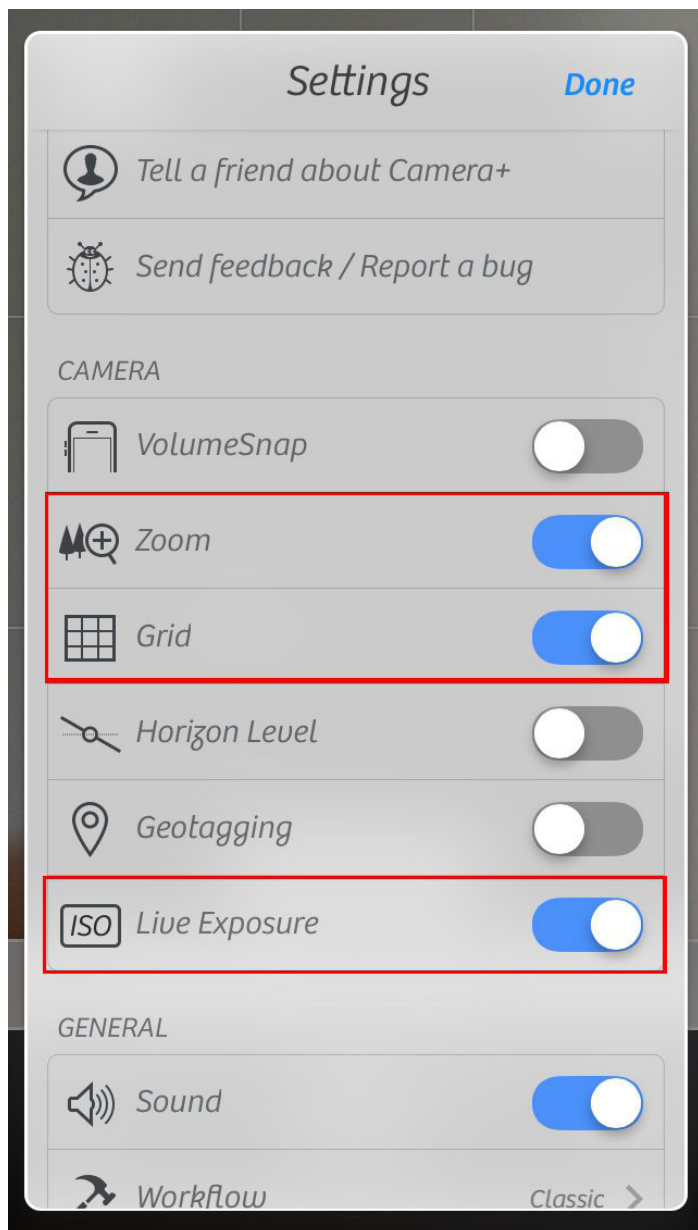 Settings
Done
Tell a friend about Camera+
Send feedback / Report a bug
CAMERA
VolumeSnap
Zoom
Grid
Horizon Level
Geotagging
ISO Live Exposure
GENERAL
Sound
Workflow
Classic